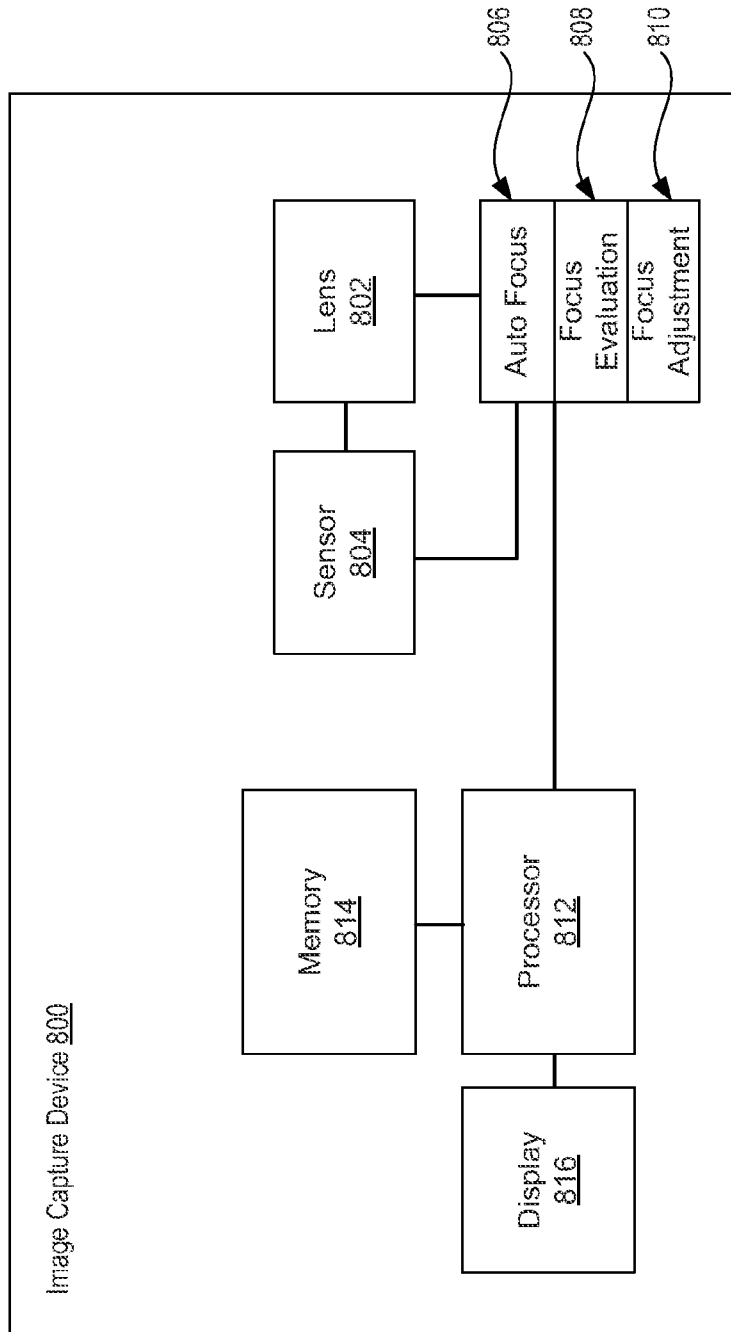 Image Capture Device 800
Display
816
Memory
814
Processor
812
Sensor
804
Lens
802
Auto Focus
Focus
Evaluation
Focus
Adjustment
806
808
810